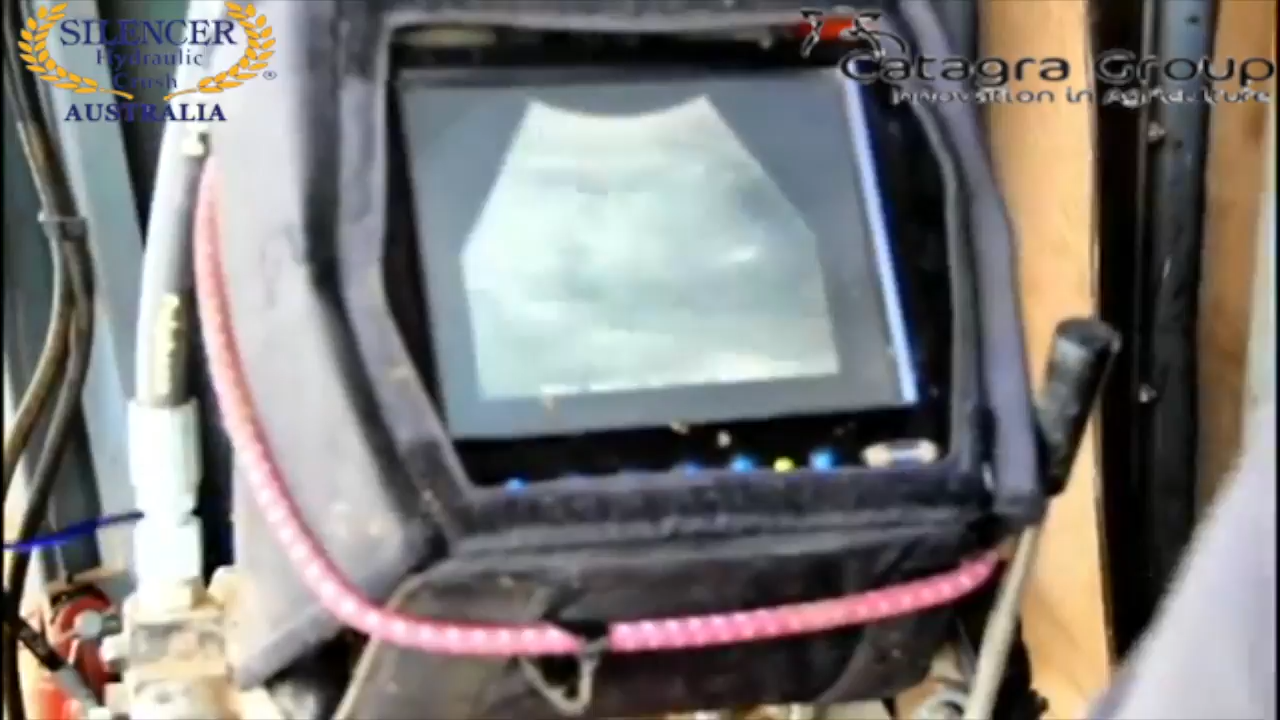 SILENCER
Hydraulic
Crush
®
AUSTRALIA
Catagra Group
Innovation in Agriculture